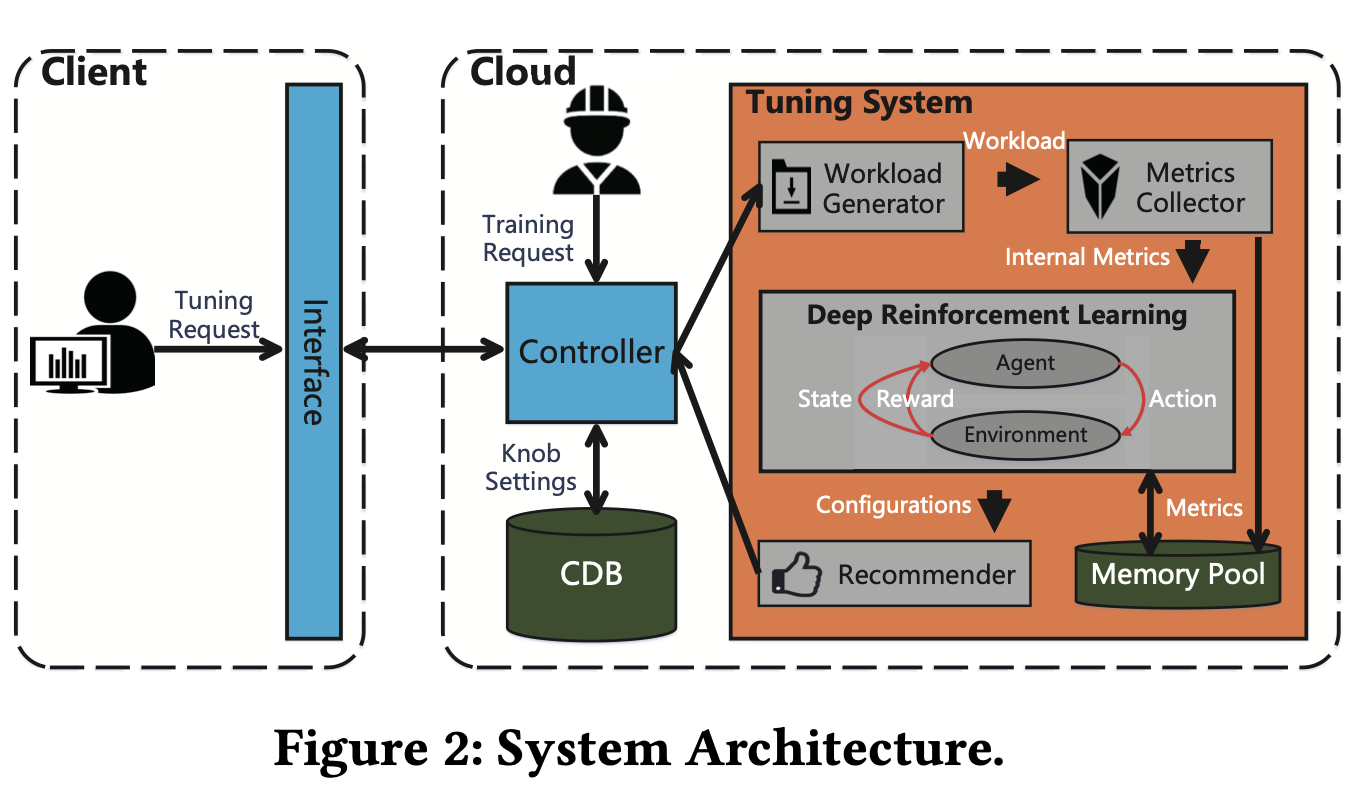 Client
Cloud
Tuning System
Workload
Workload
Generator
Metrics
Collector
Training
Request
Internal Metrics
Tuning
Request
Interface
Controller
Deep Reinforcement Learning
Agent
State
Reward
Action
Environment
Knob
Settings
Configurations
Metrics
CDB
Recommender
Memory Pool
Figure 2: System Architecture.